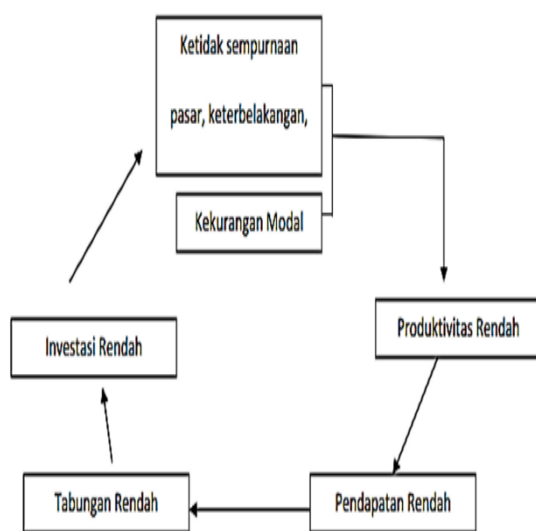 Ketidak sempurnaan
pasar, keterbelakangan,
Kekurangan Modal
Produktivitas Rendah
Pendapatan Rendah
Tabungan Rendah
Investasi Rendah